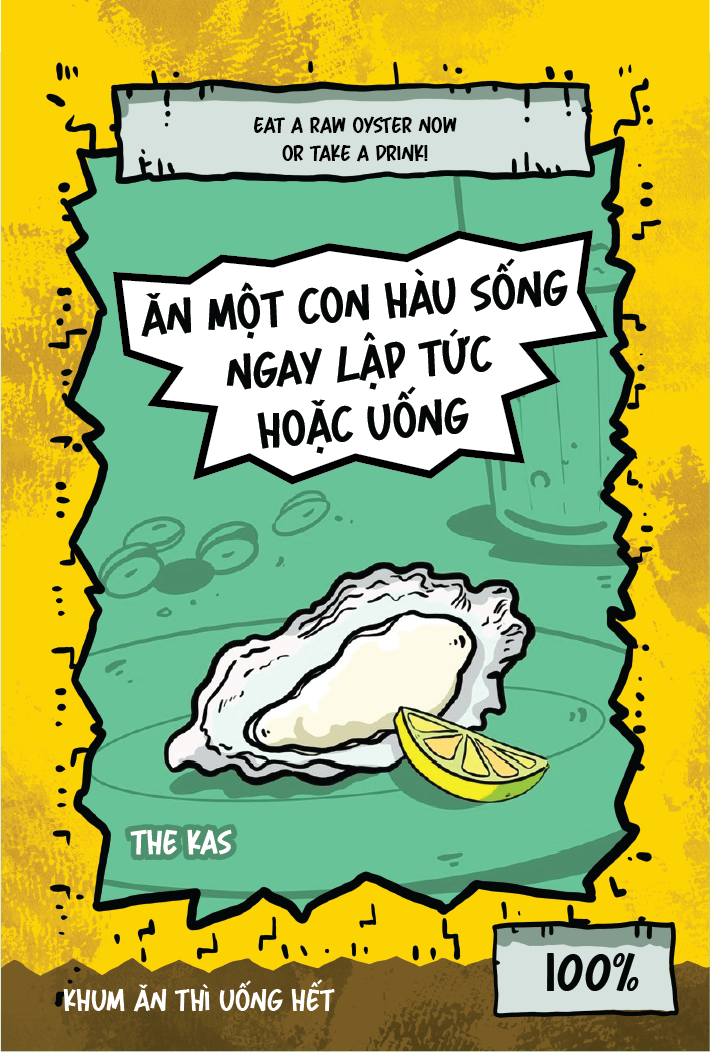 EAT A RAW OYSTER NOW
OR TAKE A DRINK!
ĂN MỘT CON HÀU SỐNG
NGAY LẬP TỨC
HOẶC UỐNG
THE KAS
100%
KHUM ĂN THÌ UỐNG HẾT